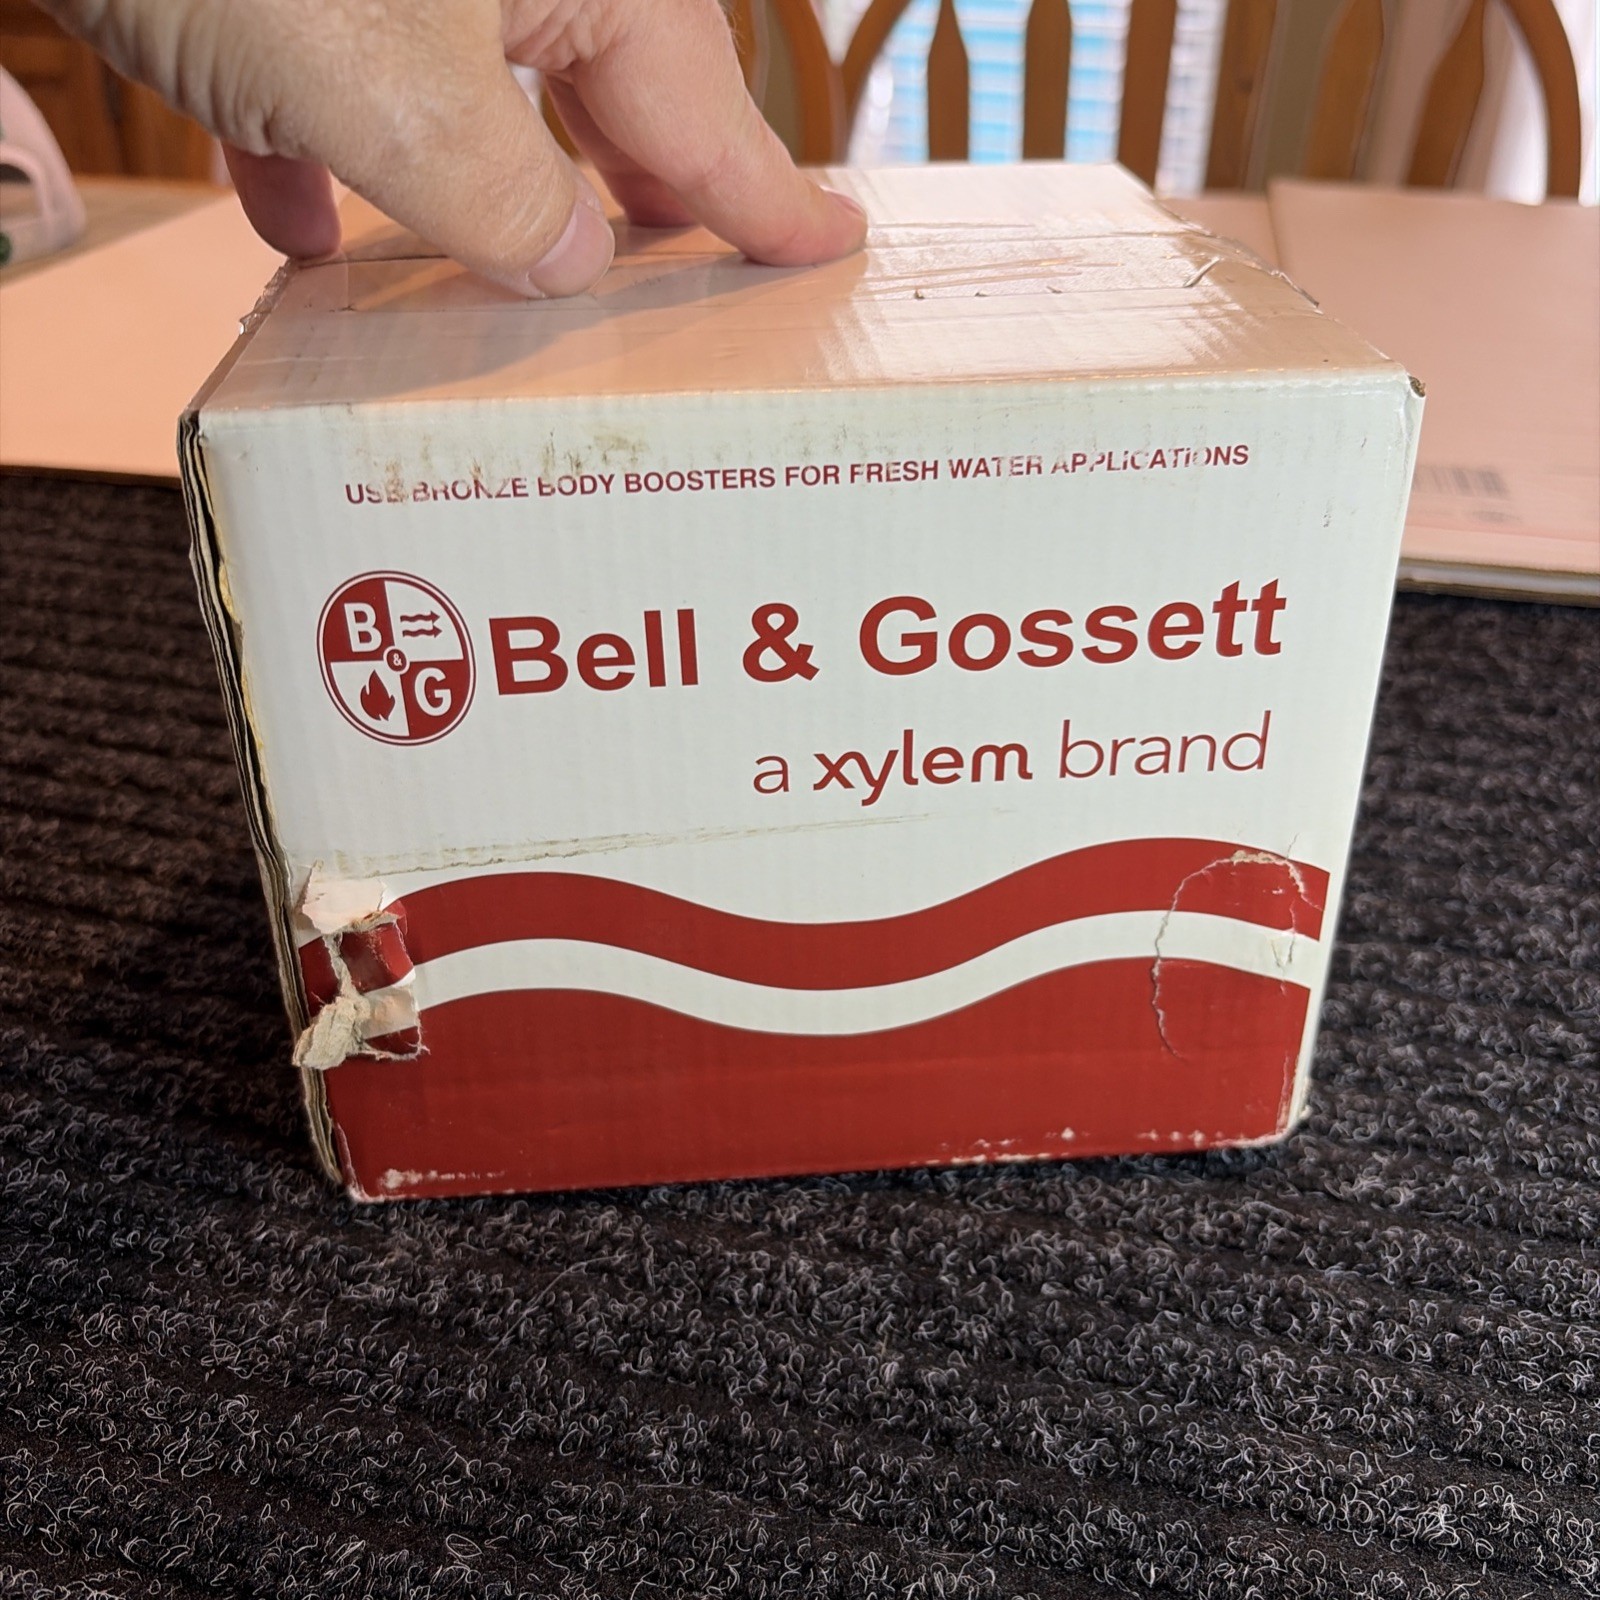 USE BRONZE BODY BOOSTERS FOR FRESH WATER APPLICATIONS
B & G
Bell & Gossett
a xylem brand